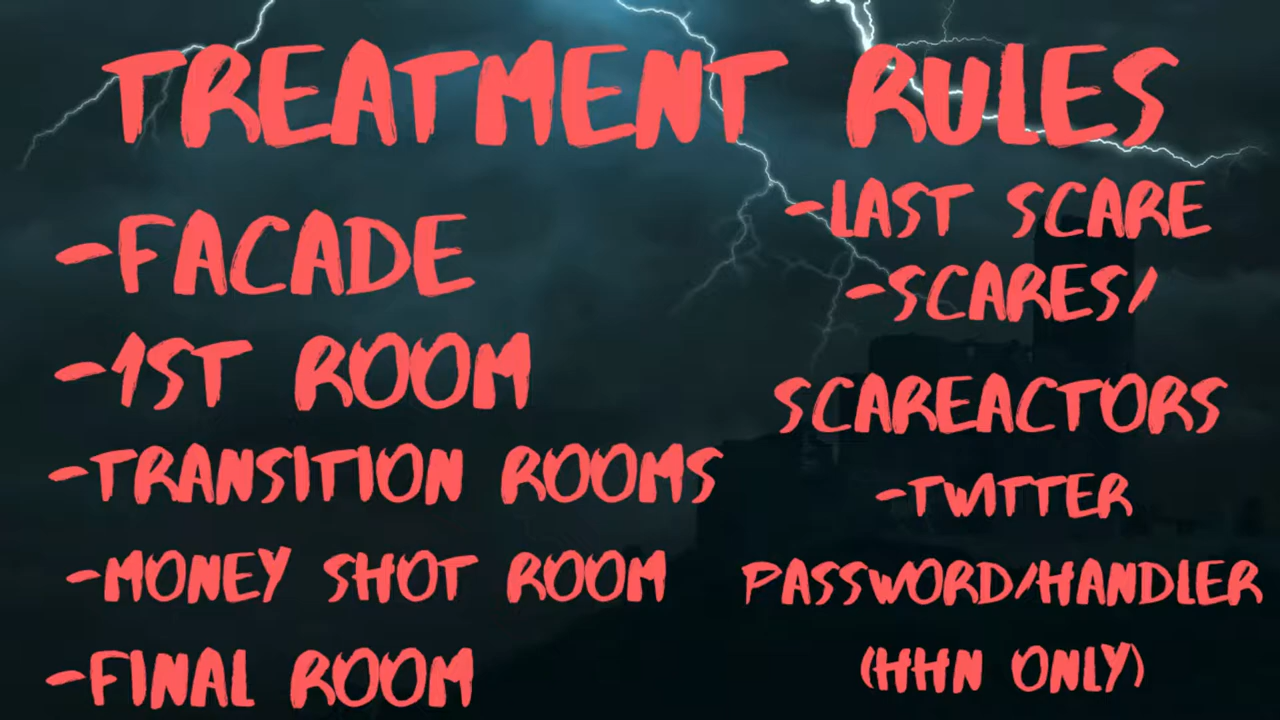 TREATMENT RULES
-FACADE
-1ST ROOM
-TRANSITION ROOMS
-MONEY SHOT ROOM
-FINAL ROOM
-LAST SCARE
-SCARES/
SCAREACTORS
-TWITTER
PASSWORD/HANDLER
(HHN ONLY)